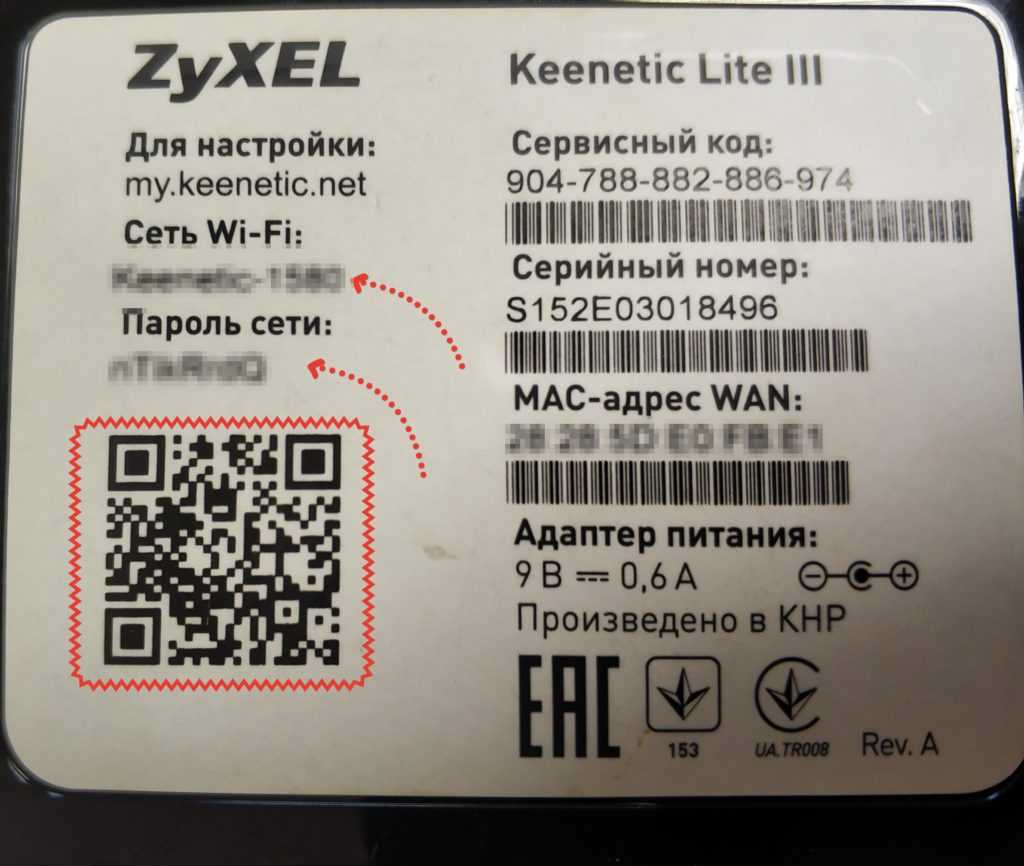 ZyXEL
Для настройки:
my.keenetic.net
Сеть Wi-Fi:
Пароль сети:
Keenetic Lite III
Сервисный код:
904-788-882-886-974
Серийный номер:
S152E03018496
MAC-адрес WAN:
Адаптер питания:
9 В 0,6 А
Произведено в КНР
EAC
153
UA.TR008
Rev. A